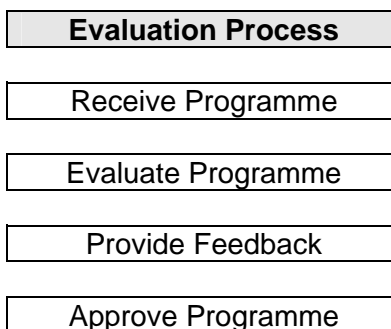 Evaluation Process
Receive Programme
Evaluate Programme
Provide Feedback
Approve Programme